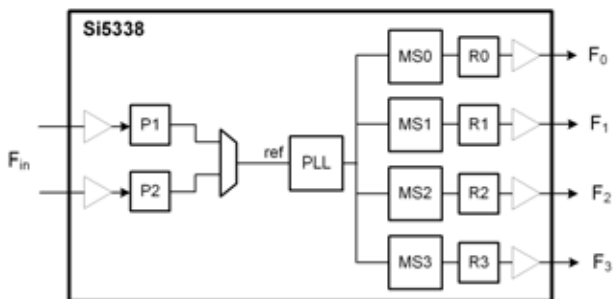 Si5338
MS0 R0 F0
P1 MS1 R1 F1
Fin ref PLL
P2 MS2 R2 F2
MS3 R3 F3